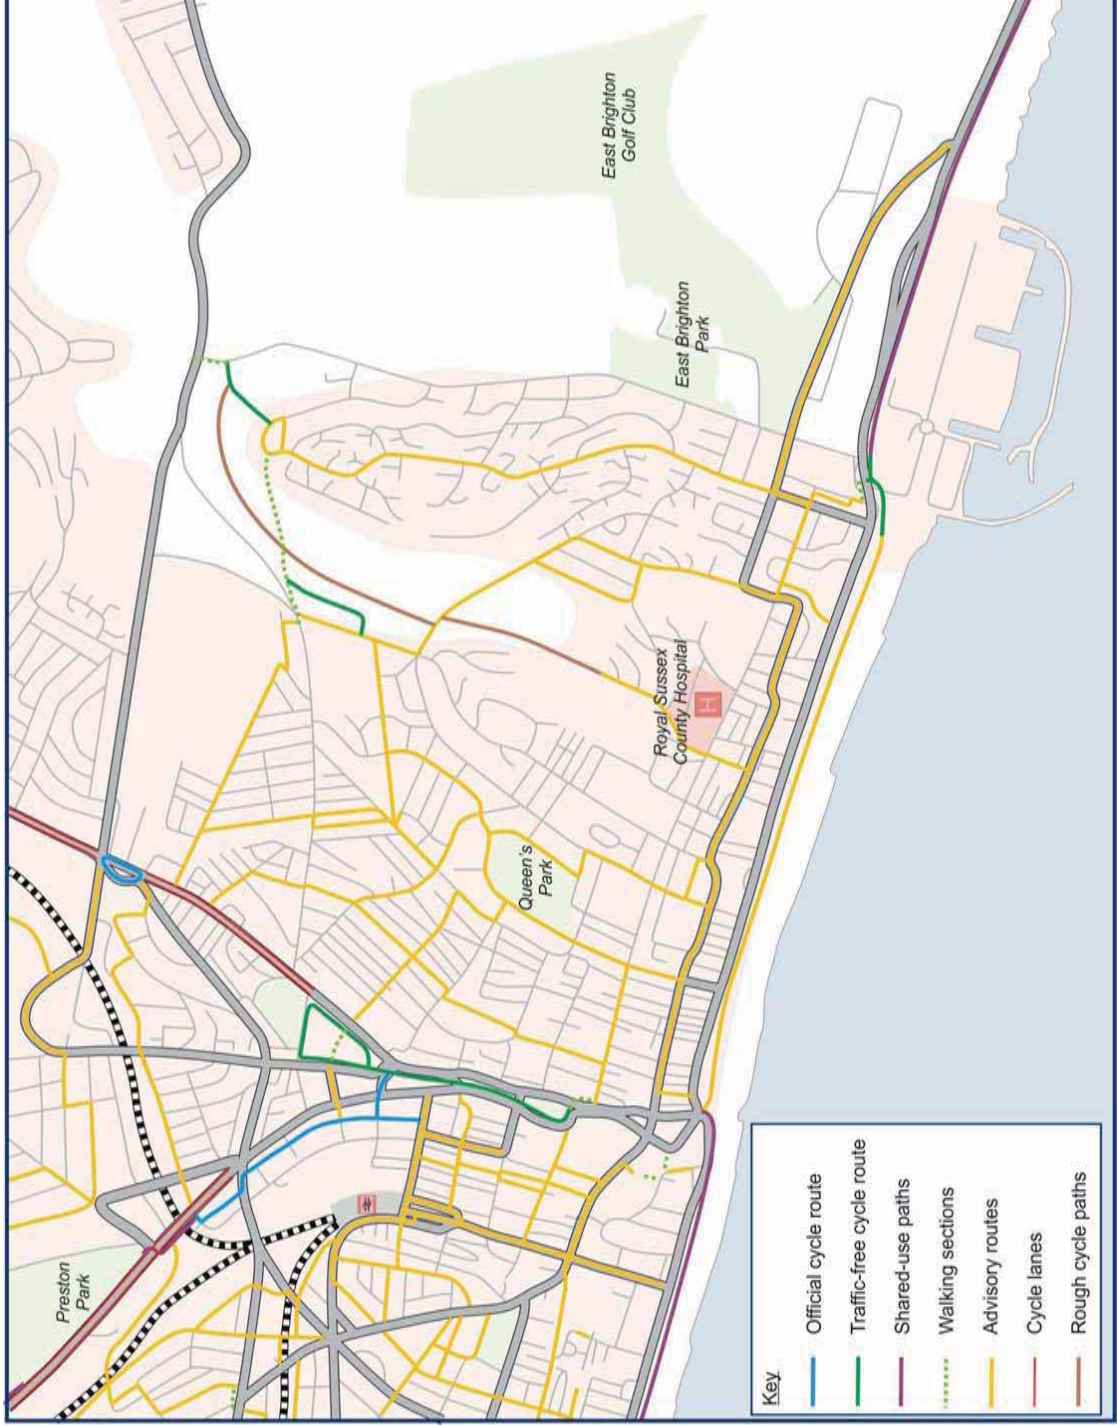 East Brighton
Golf Club
East Brighton
Park
Royal Sussex
County Hospital
H
Queen's
Park
Preston
Park
Key
Official cycle route
Traffic-free cycle route
Shared-use paths
Walking sections
Advisory routes
Cycle lanes
Rough cycle paths